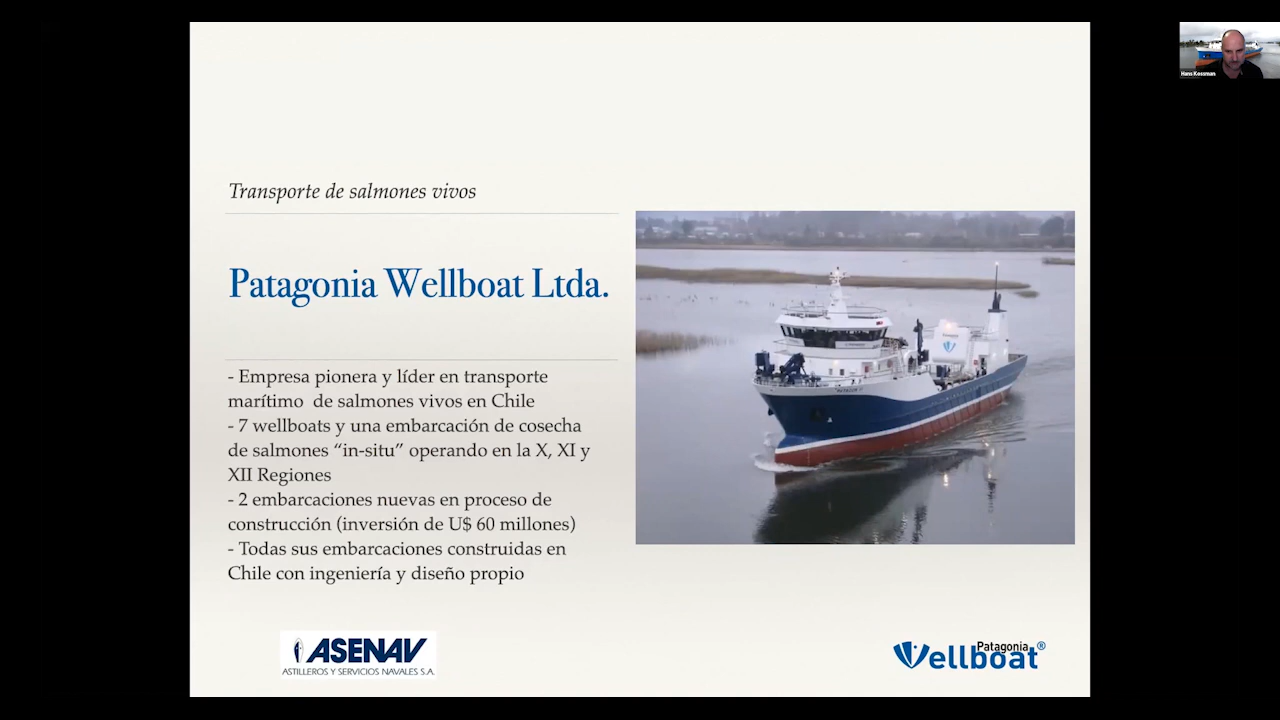 Hans Kossmann
Transporte de salmones vivos
Patagonia Wellboat Ltda.
- Empresa pionera y líder en transporte
marítimo de salmones vivos en Chile
- 7 wellboats y una embarcación de cosecha
de salmones “in-situ” operando en la X, XI y
XII Regiones
- 2 embarcaciones nuevas en proceso de
construcción (inversión de U$ 60 millones)
- Todas sus embarcaciones construidas en
Chile con ingeniería y diseño propio
ASENAV
ASTILLEROS Y SERVICIOS NAVALES S.A.
Patagonia
Wellboat®